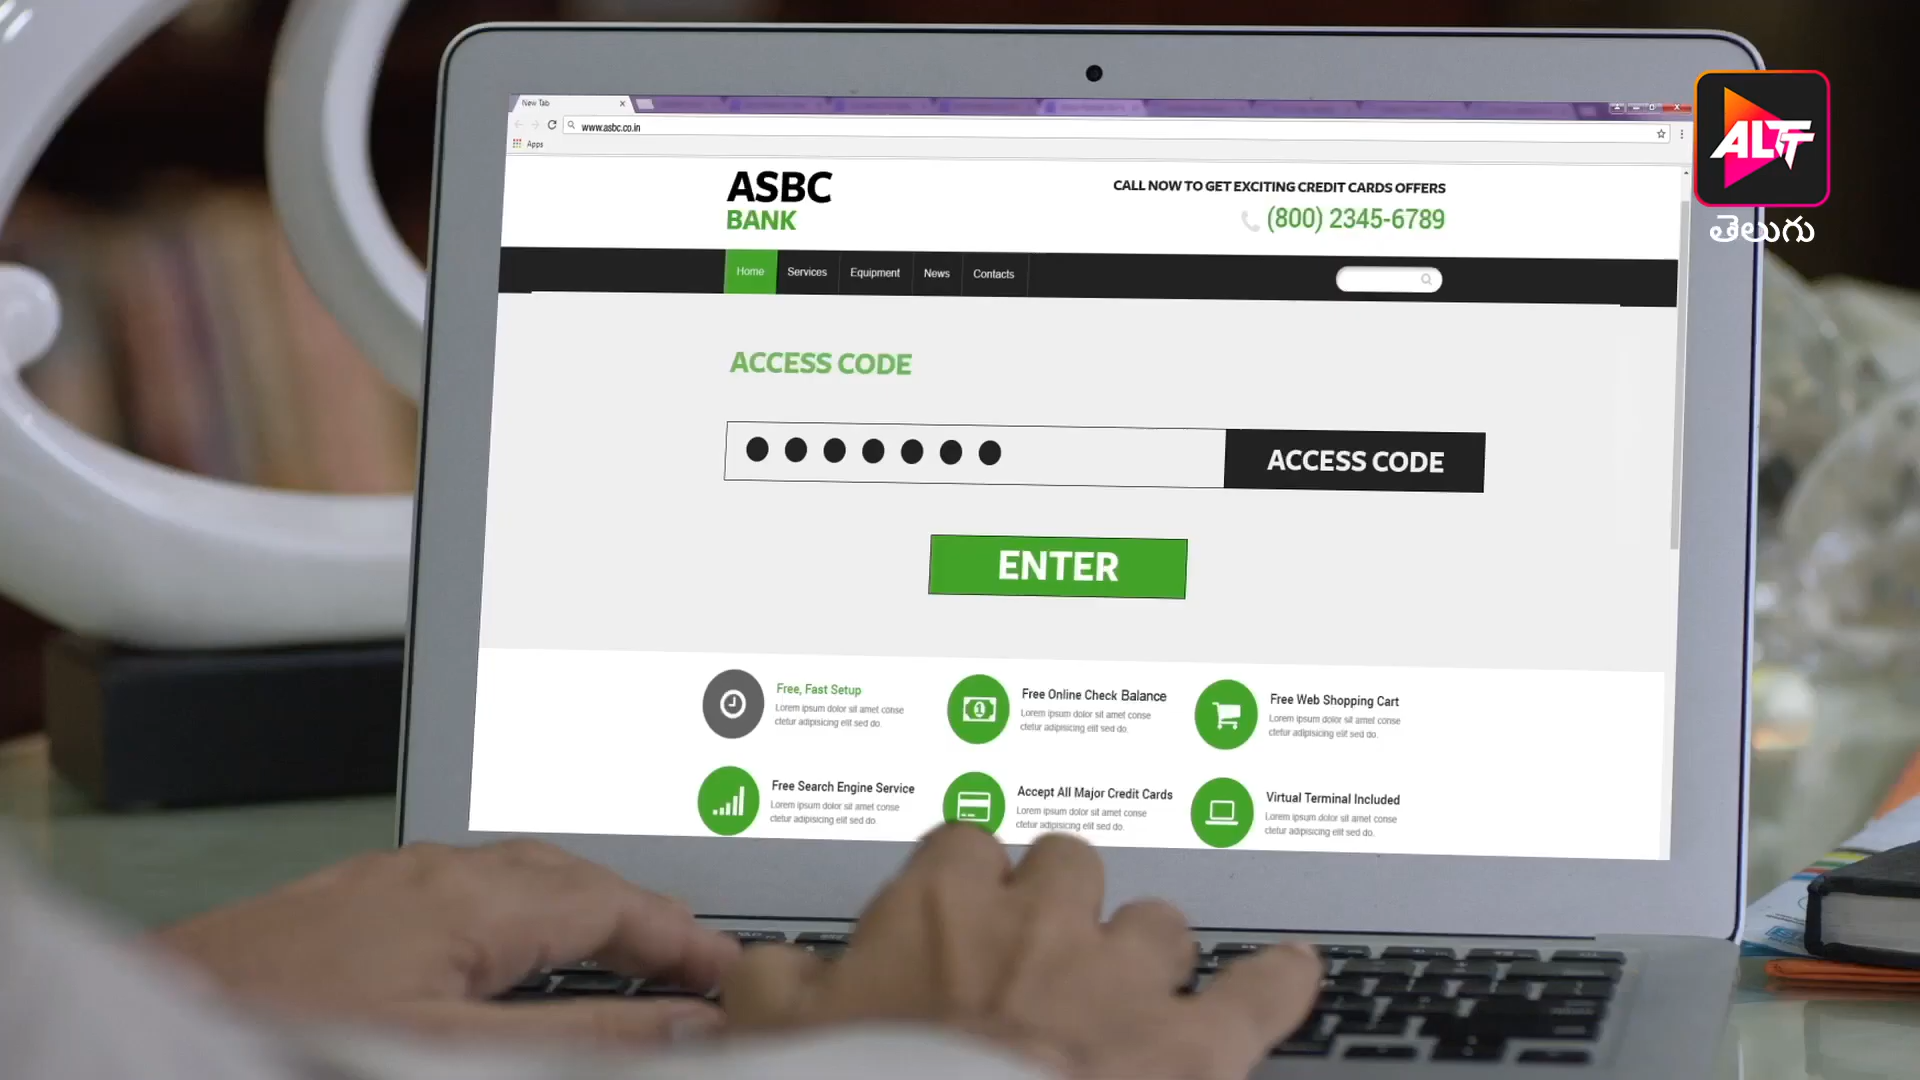 New Tab
www.asbc.co.in
Apps
ASBC
BANK
CALL NOW TO GET EXCITING CREDIT CARDS OFFERS
(800) 2345-6789
ALTT
తెలుగు
Home
Services
Equipment
News
Contacts
ACCESS CODE
ACCESS CODE
ENTER
Free, Fast Setup
Lorem ipsum dolor sit amet conse
ctetur adipisicing elit sed do.
Free Online Check Balance
Lorem ipsum dolor sit amet conse
ctetur adipisicing elit sed do.
Free Web Shopping Cart
Lorem ipsum dolor sit amet conse
ctetur adipisicing elit sed do.
Free Search Engine Service
Lorem ipsum dolor sit amet conse
ctetur adipisicing elit sed do.
Accept All Major Credit Cards
Lorem ipsum dolor sit amet conse
ctetur adipisicing elit sed do.
Virtual Terminal Included
Lorem ipsum dolor sit amet conse
ctetur adipisicing elit sed do.